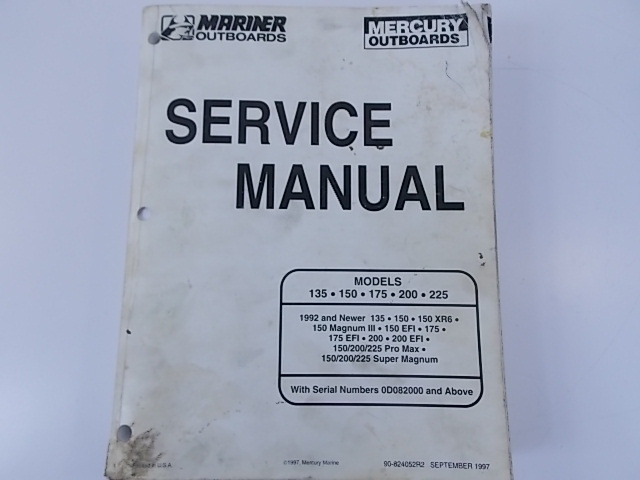 MARINER
OUTBOARDS
MERCURY
OUTBOARDS
SERVICE
MANUAL
MODELS
135 • 150 • 175 • 200 • 225
1992 and Newer 135 • 150 • 150 XR6 •
150 Magnum III • 150 EFI • 175 •
175 EFI • 200 • 200 EFI •
150/200/225 Pro Max •
150/200/225 Super Magnum
With Serial Numbers 0D082000 and Above
in U.S.A.
©1997, Mercury Marine
90-824052R2 SEPTEMBER 1997